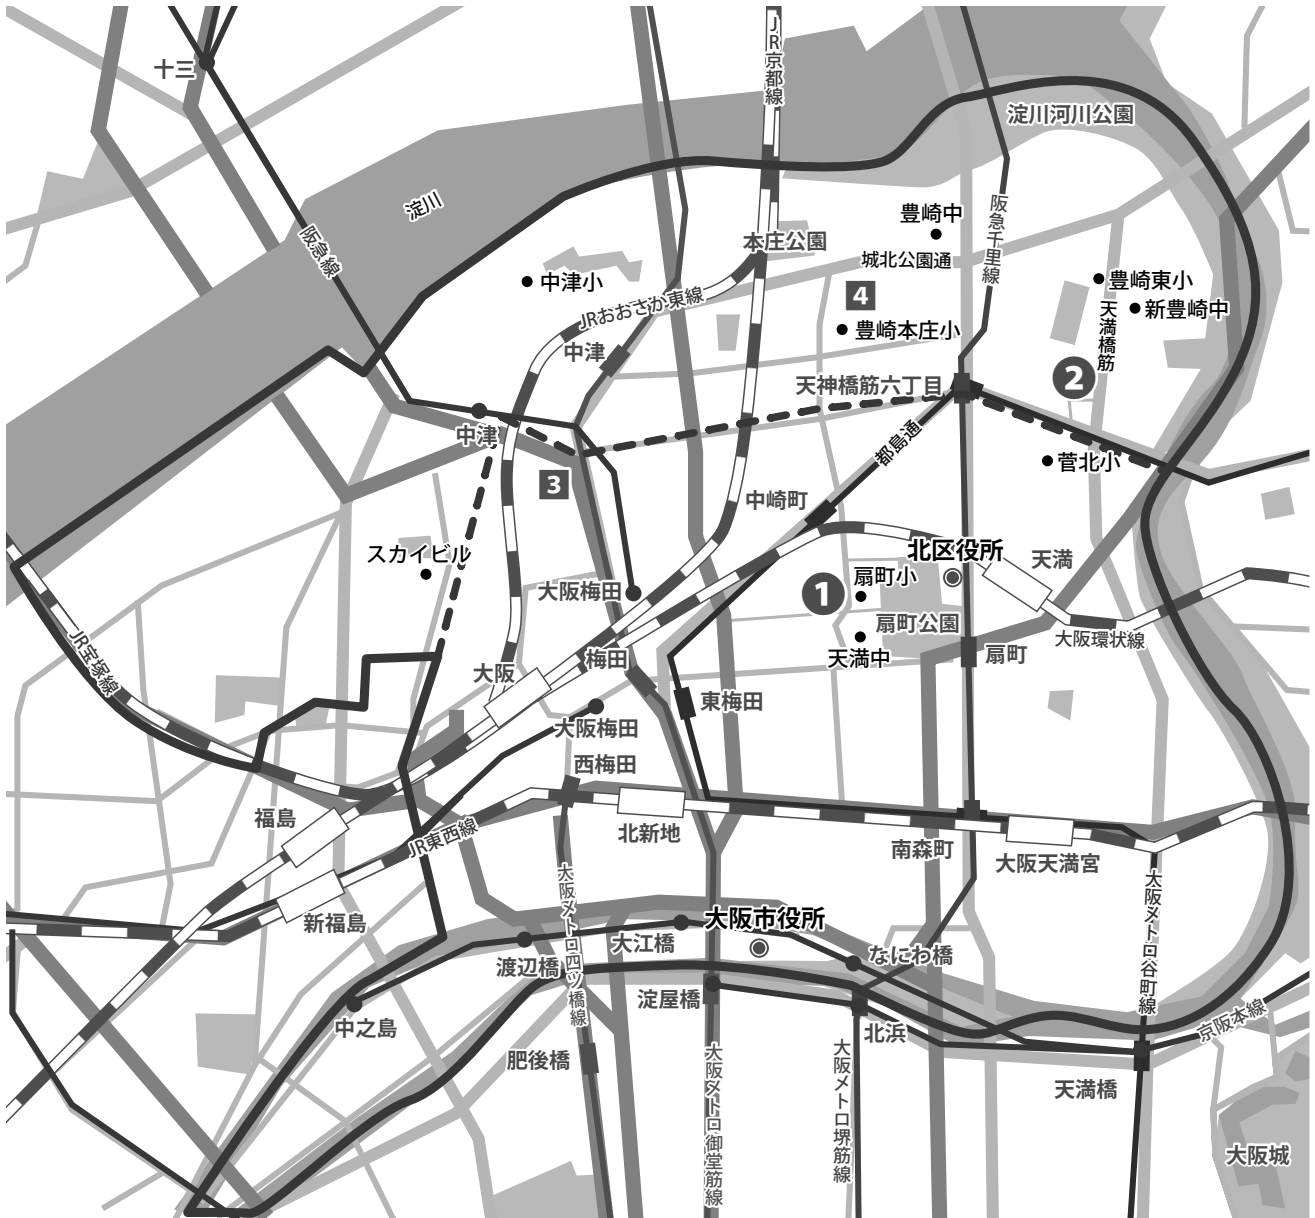 JR京都線
十三
淀川河川公園
淀川
阪急線
阪急千里線
豊崎中
本庄公園
城北公園通
中津小
豊崎東小
JRおおさか東線
4
新豊崎中
天満橋筋
豊崎本庄小
中津
天神橋筋六丁目
2
中津
都島通
菅北小
3
中崎町
スカイビル
北区役所
天満
大阪梅田
1
扇町小
扇町公園
大阪環状線
JR宝塚線
天満中
扇町
大阪
梅田
東梅田
大阪梅田
西梅田
福島
JR東西線
北新地
南森町
大阪天満宮
新福島
大阪メトロ四ツ橋線
大阪メトロ谷町線
大阪市役所
大江橋
なにわ橋
渡辺橋
淀屋橋
中之島
北浜
京阪本線
肥後橋
大阪メトロ御堂筋線
大阪メトロ堺筋線
天満橋
大阪城